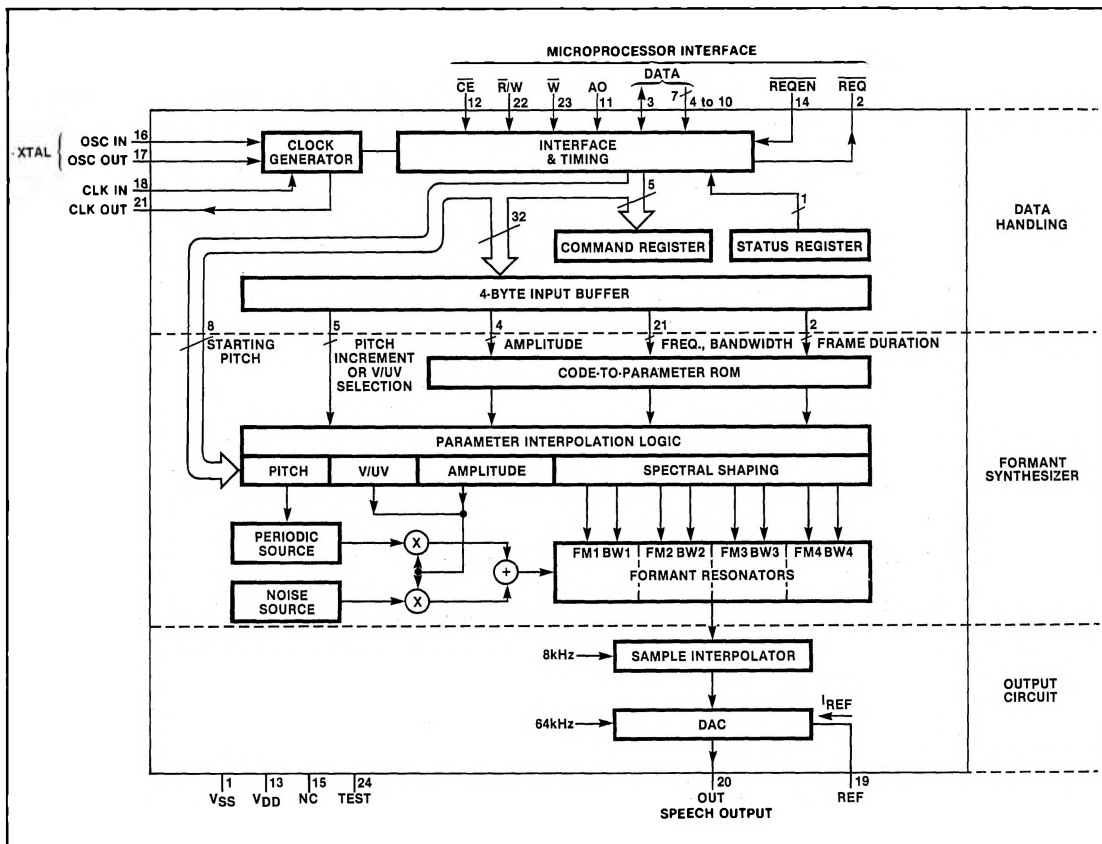 MICROPROCESSOR INTERFACE
DATA
CE R/W W AO REQEN REQ
12 22 23 11 3 7 4 to 10 14 2
XTAL { OSC IN 16
OSC OUT 17
CLK IN 18
CLK OUT 21
CLOCK GENERATOR
INTERFACE & TIMING
5
1
32
COMMAND REGISTER
STATUS REGISTER
DATA HANDLING
4-BYTE INPUT BUFFER
8 5 4 21 2
STARTING PITCH
PITCH INCREMENT OR V/UV SELECTION
AMPLITUDE
FREQ., BANDWIDTH
FRAME DURATION
CODE-TO-PARAMETER ROM
PARAMETER INTERPOLATION LOGIC
PITCH V/UV AMPLITUDE SPECTRAL SHAPING
FORMANT SYNTHESIZER
PERIODIC SOURCE
X
NOISE SOURCE
X
+
FM1 BW1 FM2 BW2 FM3 BW3 FM4 BW4
FORMANT RESONATORS
8kHz
SAMPLE INTERPOLATOR
OUTPUT CIRCUIT
64kHz
DAC
IREF
1 13 15 24 20 19
VSS VDD NC TEST OUT REF
SPEECH OUTPUT